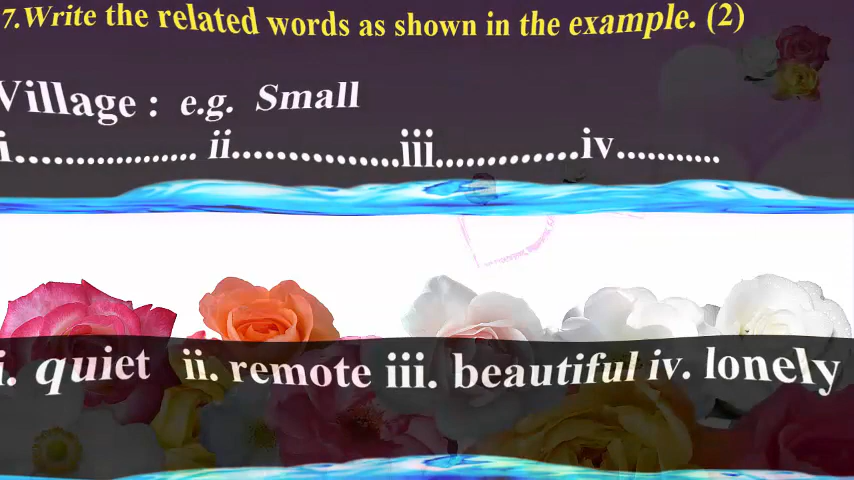 7.Write the related words as shown in the example. (2)
Village : e.g. Small
i.................... ii....................iii................iv...........
i. quiet ii. remote iii. beautiful iv. lonely